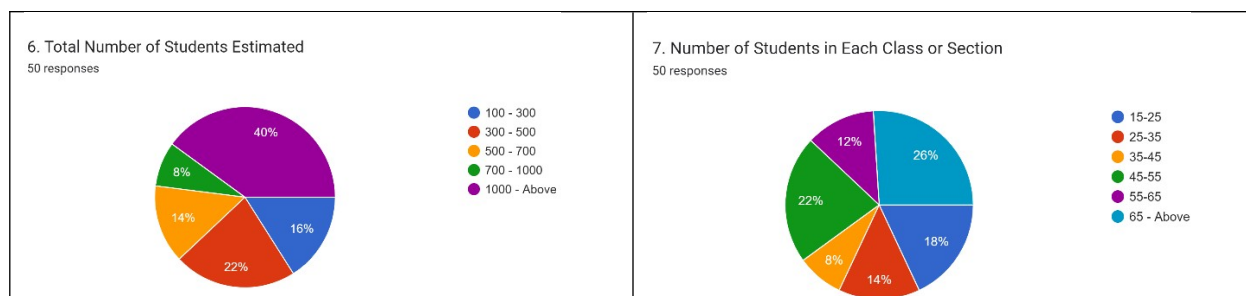 6. Total Number of Students Estimated
50 responses
40%
8%
14%
22%
16%
100 - 300
300 - 500
500 - 700
700 - 1000
1000 - Above
7. Number of Students in Each Class or Section
50 responses
12%
26%
22%
8%
14%
18%
15-25
25-35
35-45
45-55
55-65
65 - Above